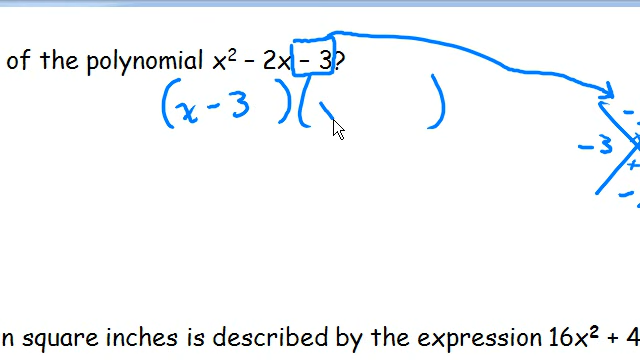 of the polynomial x² – 2x – 3?
(x – 3)( )
– 3
n square inches is described by the expression 16x² + 4